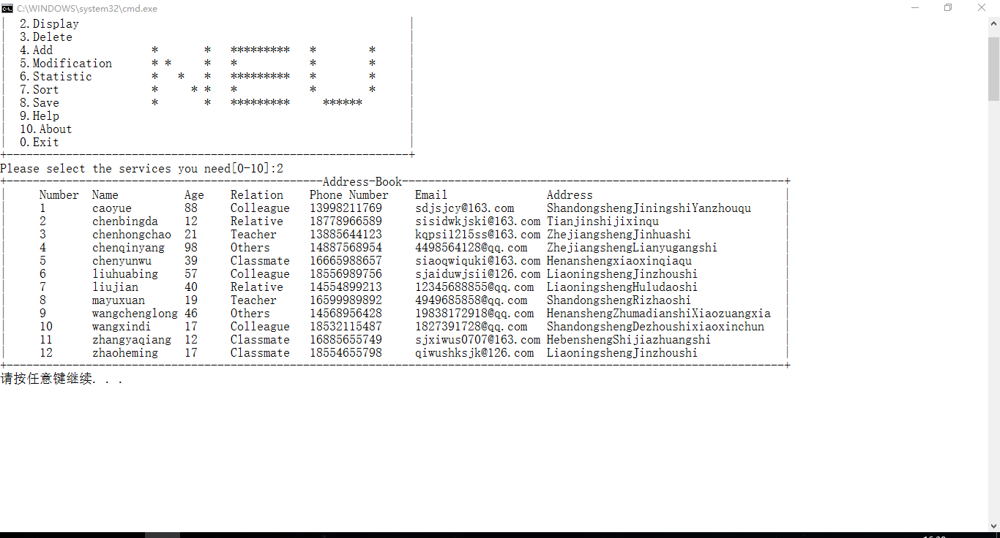 C:\WINDOWS\system32\cmd.exe
2.Display
3.Delete
4.Add * * ********* * *
5.Modification * * * * * *
6.Statistic * * * ********* * *
7.Sort * * * * * *
8.Save * * ********* ******
9.Help
10.About
0.Exit
Please select the services you need[0-10]:2
Address-Book
Number Name Age Relation Phone Number Email Address
1 caoyue 88 Colleague 13998211769 sdjsjcy@163.com ShandongshengJiningshiYanzhouqu
2 chenbingda 12 Relative 18778966589 sisidwkjski@163.com Tianjinshijixinqu
3 chenhongchao 21 Teacher 13885644123 kqpsi1215ss@163.com ZhejiangshengJinhuashi
4 chenqinyang 98 Others 14887568954 4498564128@qq.com ZhejiangshengLianyugangshi
5 chenyunwu 39 Classmate 16665988657 siaoqwiquki@163.com Henanshengxiaoxinqiaqu
6 liuhuabing 57 Colleague 18556989756 sjaiduwjsii@126.com LiaoningshengJinzhoushi
7 liujian 40 Relative 14554899213 12345688855@qq.com LiaoningshengHuludaoshi
8 mayuxuan 19 Teacher 16599989892 4949685858@qq.com ShandongshengRizhaoshi
9 wangchenglong 46 Others 14568956428 19838172918@qq.com HenanshengZhumadianshiXiaozuangxia
10 wangxindi 17 Colleague 18532115487 1827391728@qq.com ShandongshengDezhoushixiaoxinchun
11 zhangyaqiang 12 Classmate 16885655749 sjxiwus0707@163.com HebenshengShijiazhuangshi
12 zhaoheming 17 Classmate 18554655798 qiwushksjk@126.com LiaoningshengJinzhoushi
请按任意键继续. . .